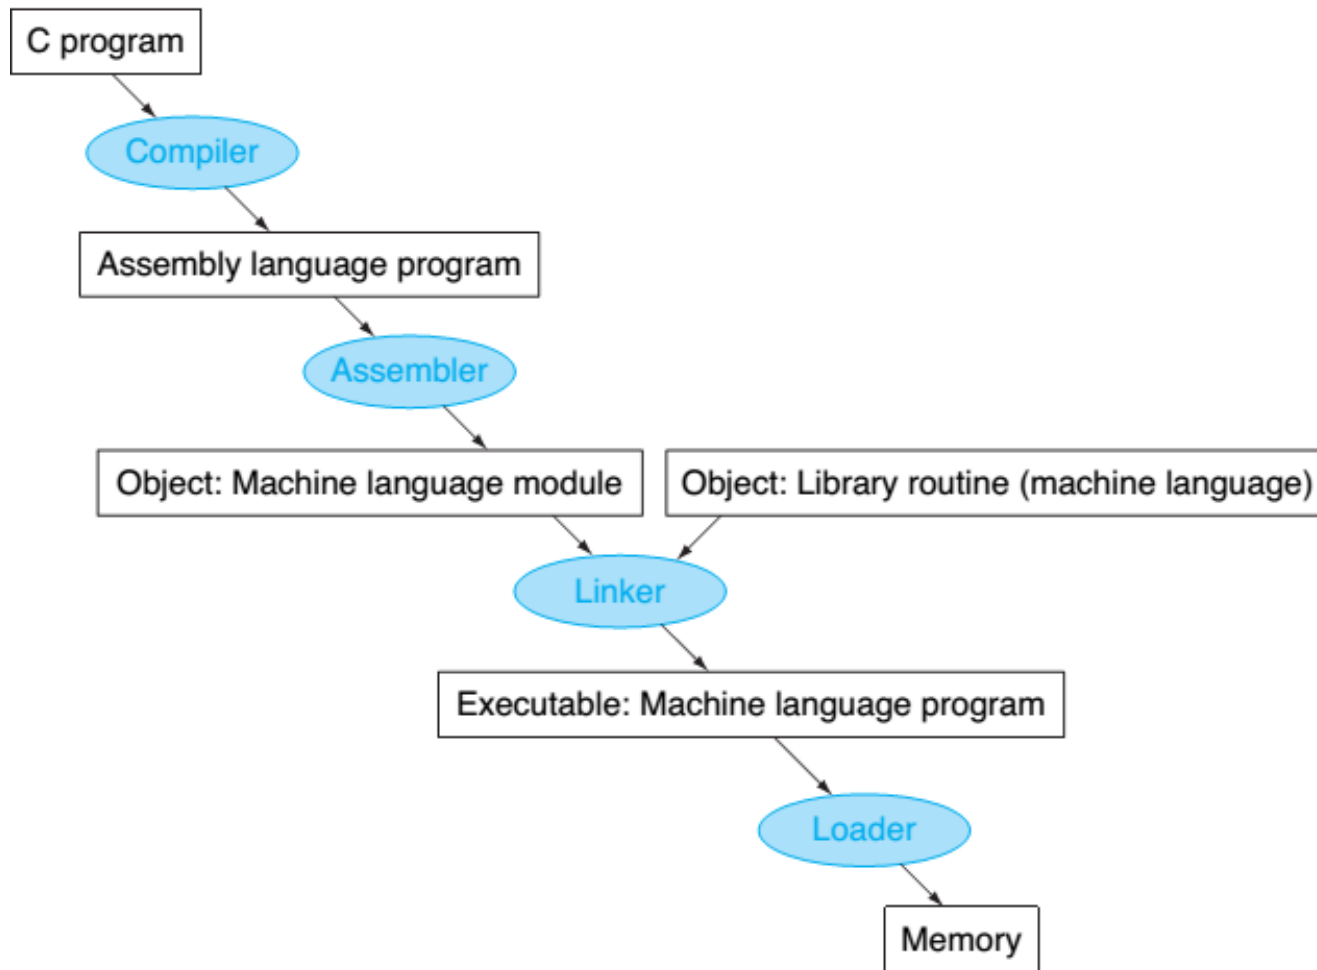 C program
Compiler
Assembly language program
Assembler
Object: Machine language module
Object: Library routine (machine language)
Linker
Executable: Machine language program
Loader
Memory